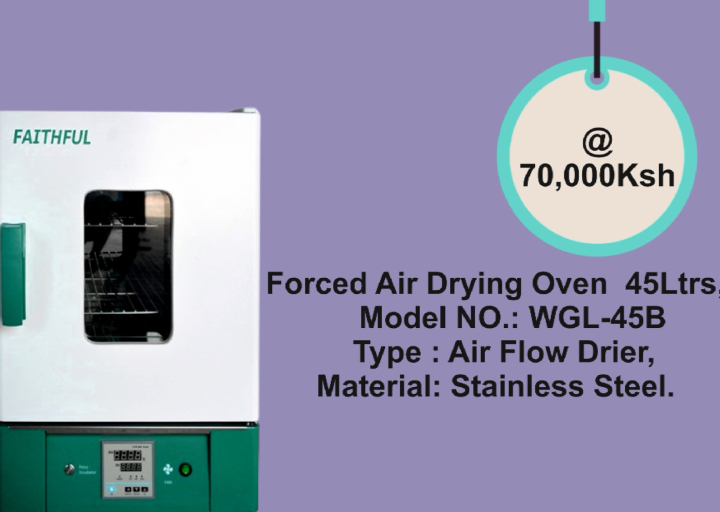 FAITHFUL
@
70,000Ksh
Forced Air Drying Oven 45Ltrs,
Model NO.: WGL-45B
Type : Air Flow Drier,
Material: Stainless Steel.